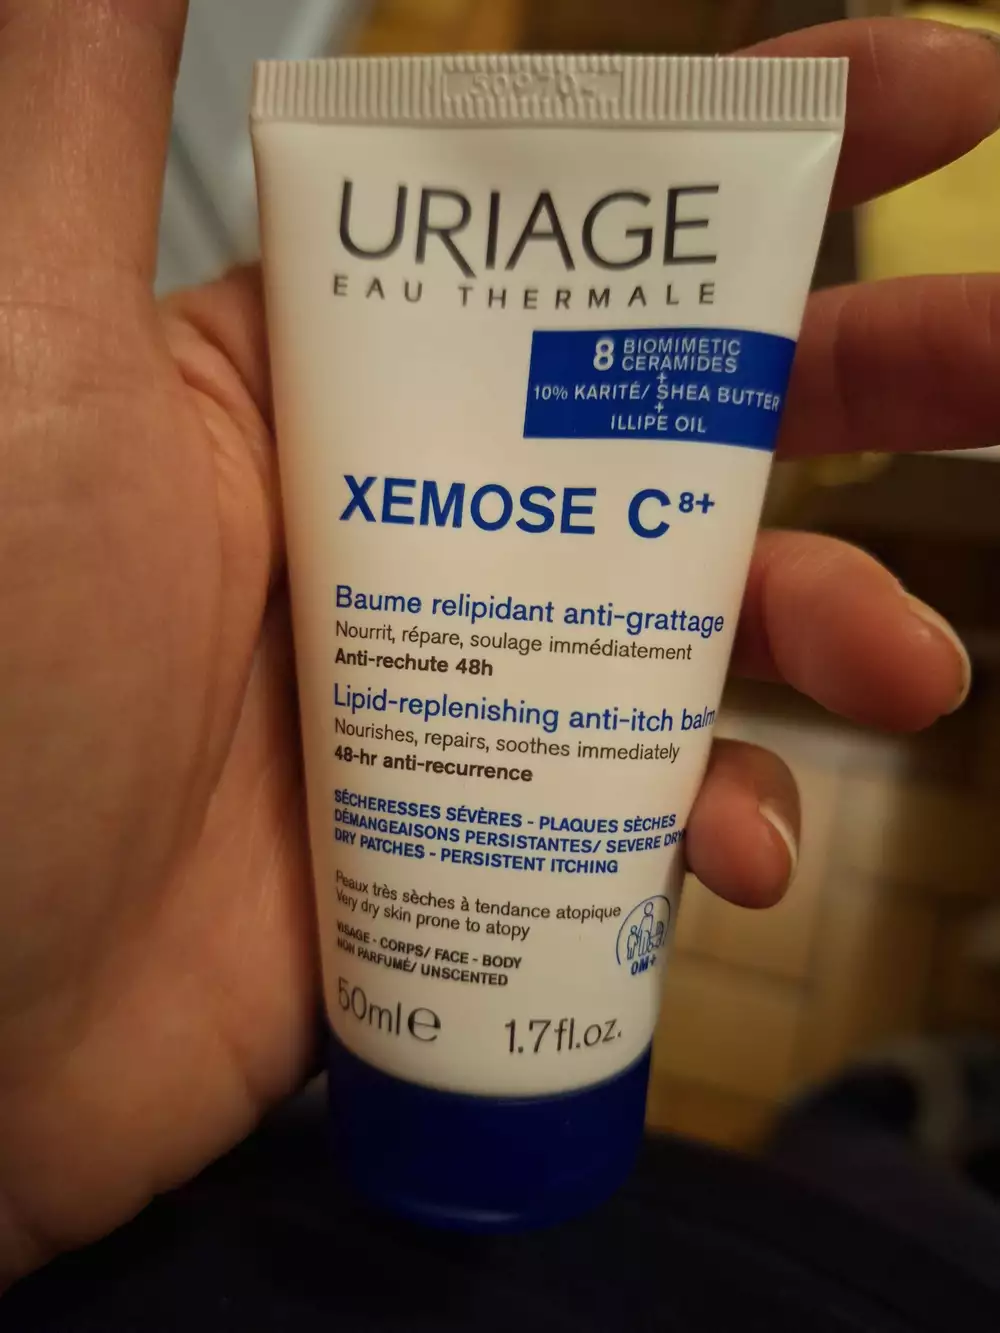 URIAGE
EAU THERMALE
8 BIOMIMETIC
CERAMIDES
+
10% KARITÉ/ SHEA BUTTER
+
ILLIPE OIL
XEMOSE C8+
Baume relipidant anti-grattage
Nourrit, répare, soulage immédiatement
Anti-rechute 48h
Lipid-replenishing anti-itch balm
Nourishes, repairs, soothes immediately
48-hr anti-recurrence
SÉCHERESSES SÉVÈRES - PLAQUES SÈCHES
DÉMANGEAISONS PERSISTANTES/ SEVERE DRY
DRY PATCHES - PERSISTENT ITCHING
Peaux très sèches à tendance atopique
Very dry skin prone to atopy
VISAGE - CORPS/ FACE - BODY
NON PARFUMÉ/ UNSCENTED
0M+
50ml e 1.7fl.oz.